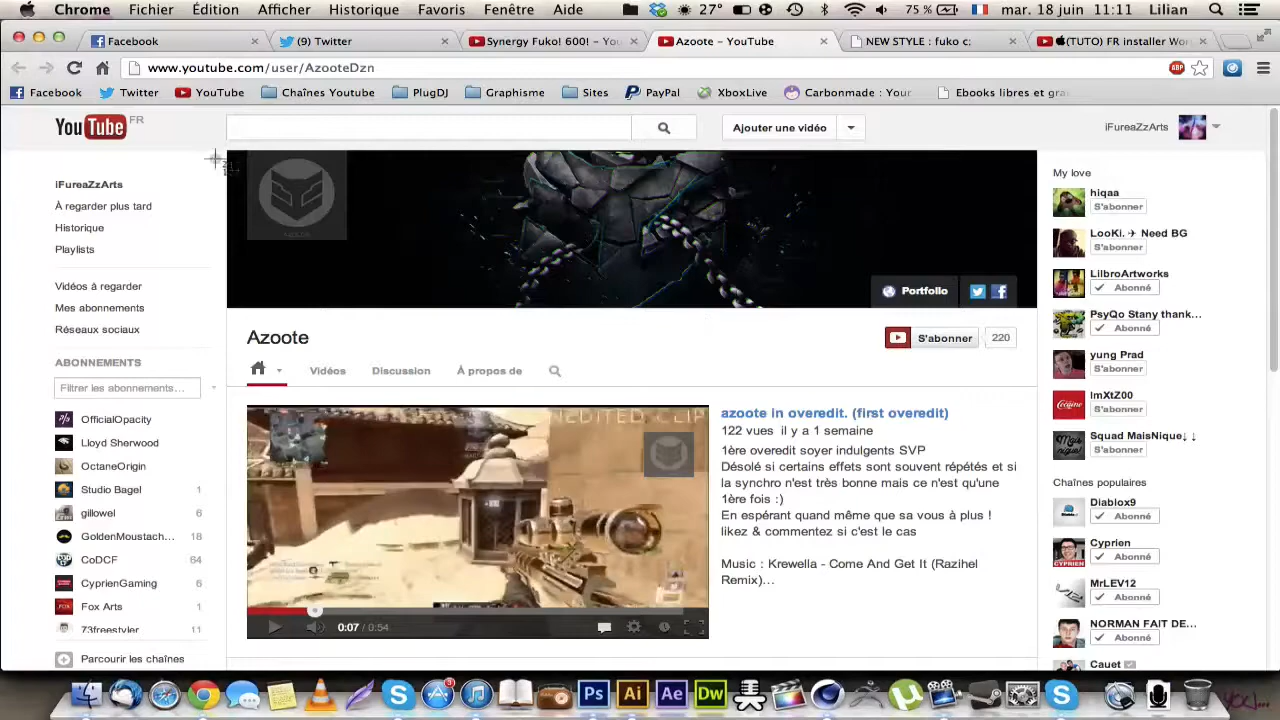 Chrome Fichier Édition Afficher Historique Favoris Fenêtre Aide 27° 75 % mar. 18 juin 11:11 Lilian
Facebook (9) Twitter Synergy Fuko! 600! – Yo Azoote – YouTube NEW STYLE : fuko c; (TUTO) FR installer Wor
www.youtube.com/user/AzooteDzn ABP
Facebook Twitter YouTube Chaînes Youtube PlugDJ Graphisme Sites PayPal XboxLive Carbonmade : Your Ebooks libres et gra
YouTube FR
Ajouter une vidéo
iFureaZzArts
iFureaZzArts
À regarder plus tard
Historique
Playlists
Vidéos à regarder
Mes abonnements
Réseaux sociaux
ABONNEMENTS
Filtrer les abonnements...
OfficialOpacity
Lloyd Sherwood
OctaneOrigin
Studio Bagel 1
gillowel 6
GoldenMoustach... 18
CoDCF 64
CyprienGaming 6
Fox Arts 1
73freestyler 11
Parcourir les chaînes
Portfolio
Azoote
S'abonner 220
Vidéos Discussion À propos de
0:07 / 0:54
azoote in overedit. (first overedit)
122 vues il y a 1 semaine
1ère overedit soyer indulgents SVP
Désolé si certains effets sont souvent répétés et si
la synchro n'est très bonne mais ce n'est qu'une
1ère fois :)
En espérant quand même que sa vous à plus !
likez & commentez si c'est le cas
Music : Krewella - Come And Get It (Razihel
Remix)...
My love
hiqaa
S'abonner
LooKi. ✈ Need BG
S'abonner
LilbroArtworks
Abonné
PsyQo Stany thank...
Abonné
yung Prad
S'abonner
ImXtZ00
S'abonner
Squad MaisNique↓ ↓
S'abonner
Chaînes populaires
Diablox9
Abonné
Cyprien
Abonné
MrLEV12
Abonné
NORMAN FAIT DE...
Abonné
Cauet
Ps Ai Ae Dw